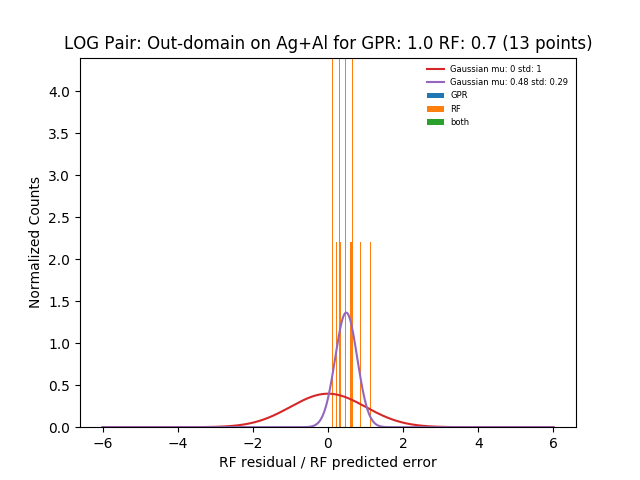 LOG Pair: Out-domain on Ag+Al for GPR: 1.0 RF: 0.7 (13 points)
Gaussian mu: 0 std: 1
Gaussian mu: 0.48 std: 0.29
GPR
RF
both
Normalized Counts
4.0
3.5
3.0
2.5
2.0
1.5
1.0
0.5
0.0
−6 −4 −2 0 2 4 6
RF residual / RF predicted error